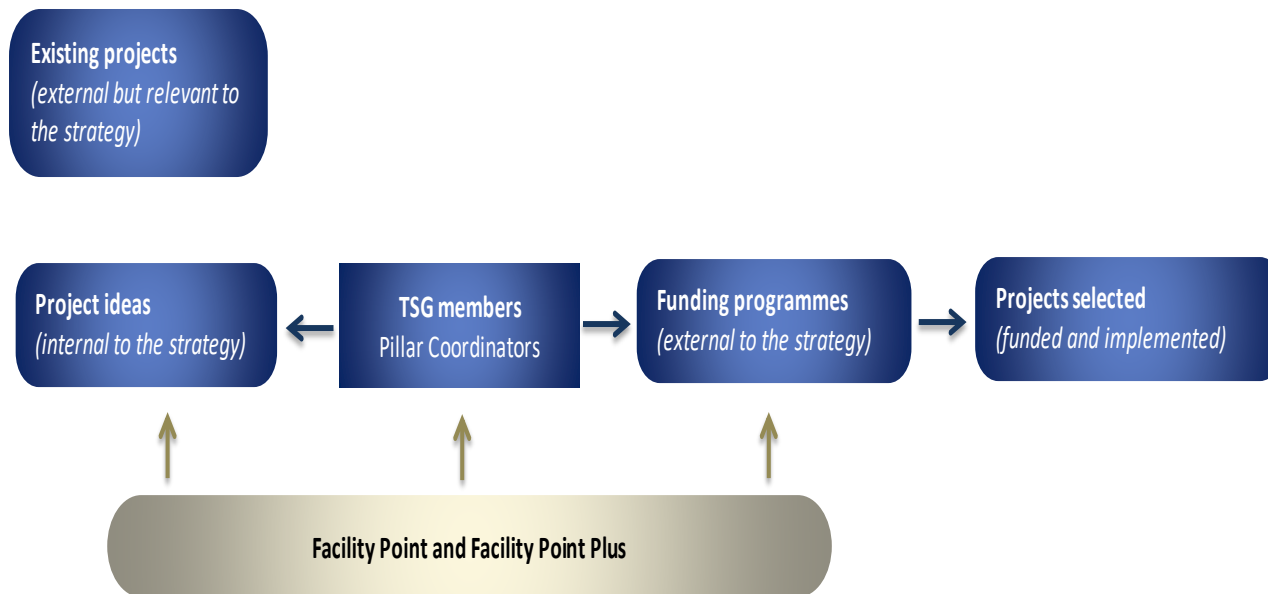 Existing projects
(external but relevant to
the strategy)
Project ideas
(internal to the strategy)
TSG members
Pillar Coordinators
Funding programmes
(external to the strategy)
Projects selected
(funded and implemented)
Facility Point and Facility Point Plus